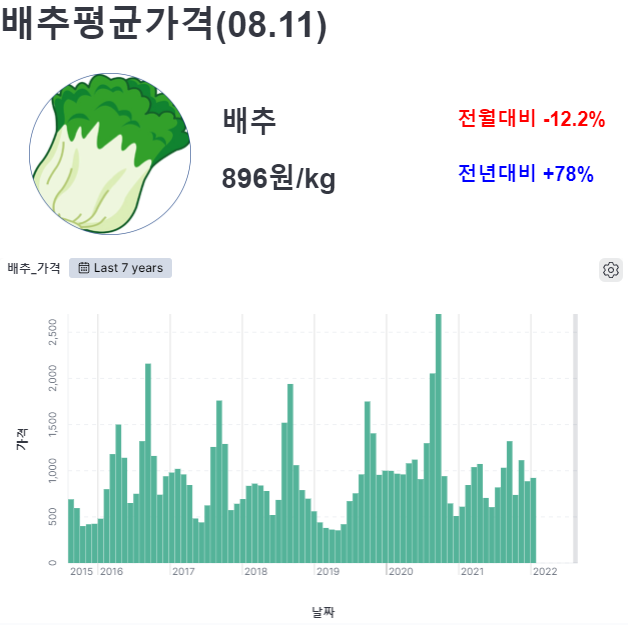 배추평균가격(08.11)
배추
전월대비 -12.2%
896원/kg
전년대비 +78%
배추_가격 Last 7 years
2,500
2,000
1,500
1,000
500
0
가격
2015 2016 2017 2018 2019 2020 2021 2022
날짜